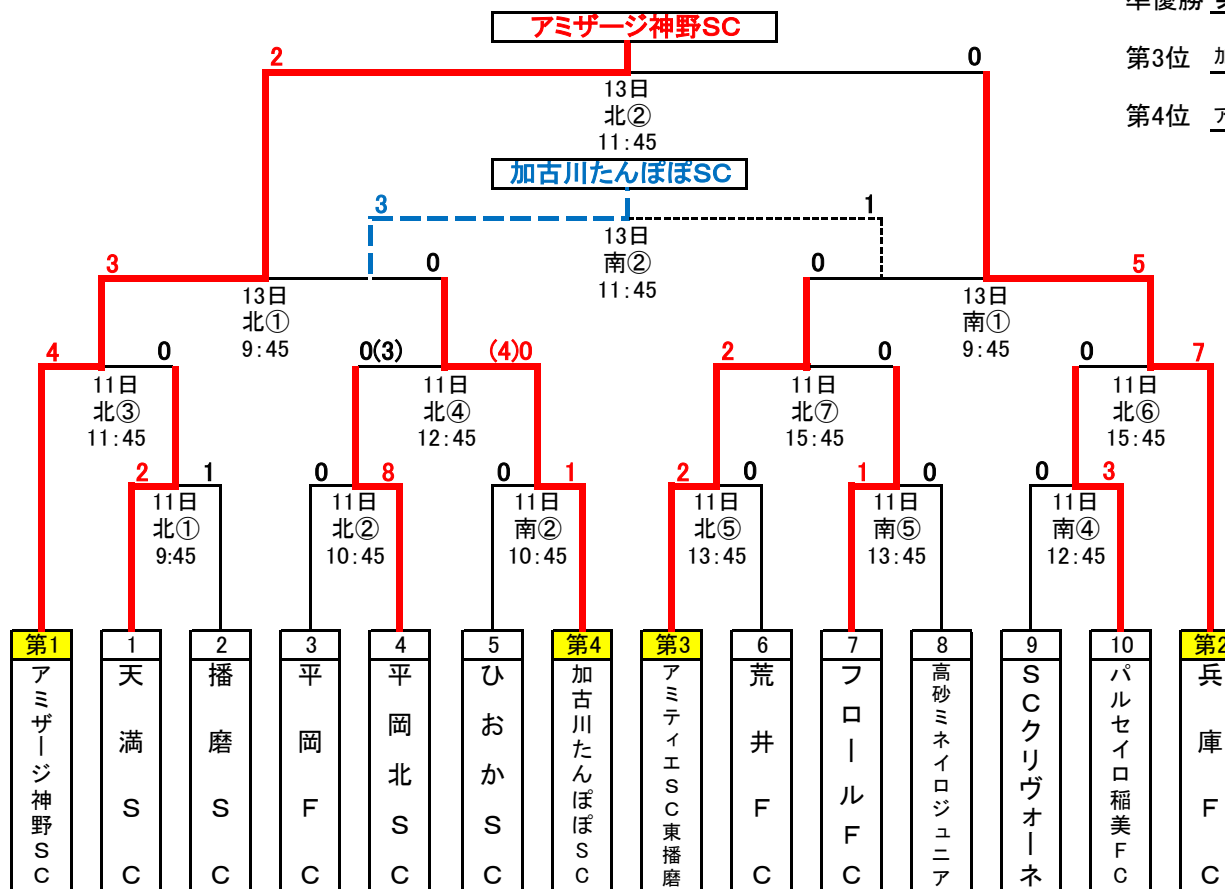 準優勝
アミザージ神野SC
2
0
第3位
13日
北②
11:45
第4位
加古川たんぽぽSC
3
1
13日
南②
11:45
3
0
0
5
13日
北①
9:45
13日
南①
9:45
4
0
0(3)
(4)0
2
0
0
7
11日
北③
11:45
11日
北④
12:45
11日
北⑦
15:45
11日
北⑥
15:45
2
1
0
8
0
1
2
0
1
0
0
3
11日
北①
9:45
11日
北②
10:45
11日
南②
10:45
11日
北⑤
13:45
11日
南⑤
13:45
11日
南④
12:45
第1
1
2
3
4
5
第4
第3
6
7
8
9
10
第2
アミザージ神野SC
天満SC
播磨SC
平岡FC
平岡北SC
ひおかSC
加古川たんぽぽSC
アミティエSC東播磨
荒井FC
フロールFC
高砂ミネイロジュニア
SCクリヴォーネ
パルセイロ稲美FC
兵庫FC